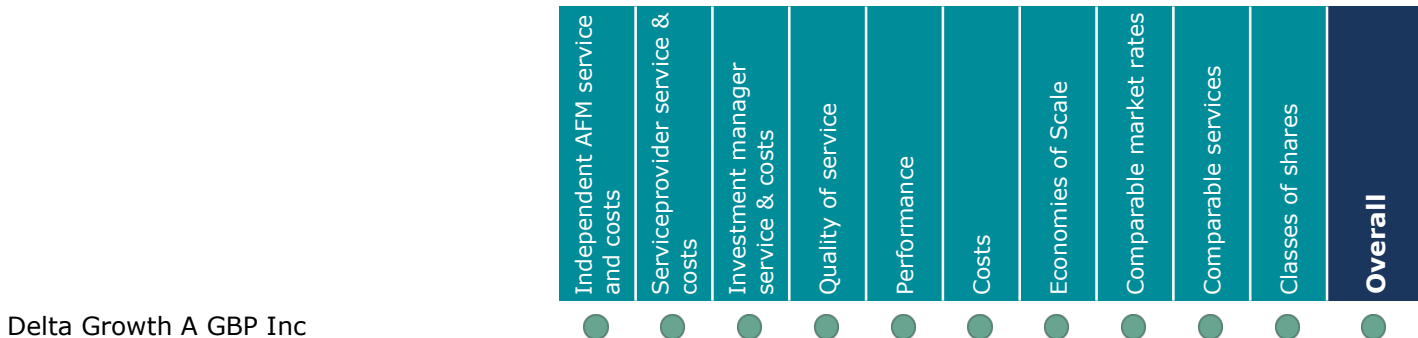 Independent AFM service
and costs
Serviceprovider service &
costs
Investment manager
service & costs
Quality of service
Performance
Costs
Economies of Scale
Comparable market rates
Comparable services
Classes of shares
Overall
Delta Growth A GBP Inc